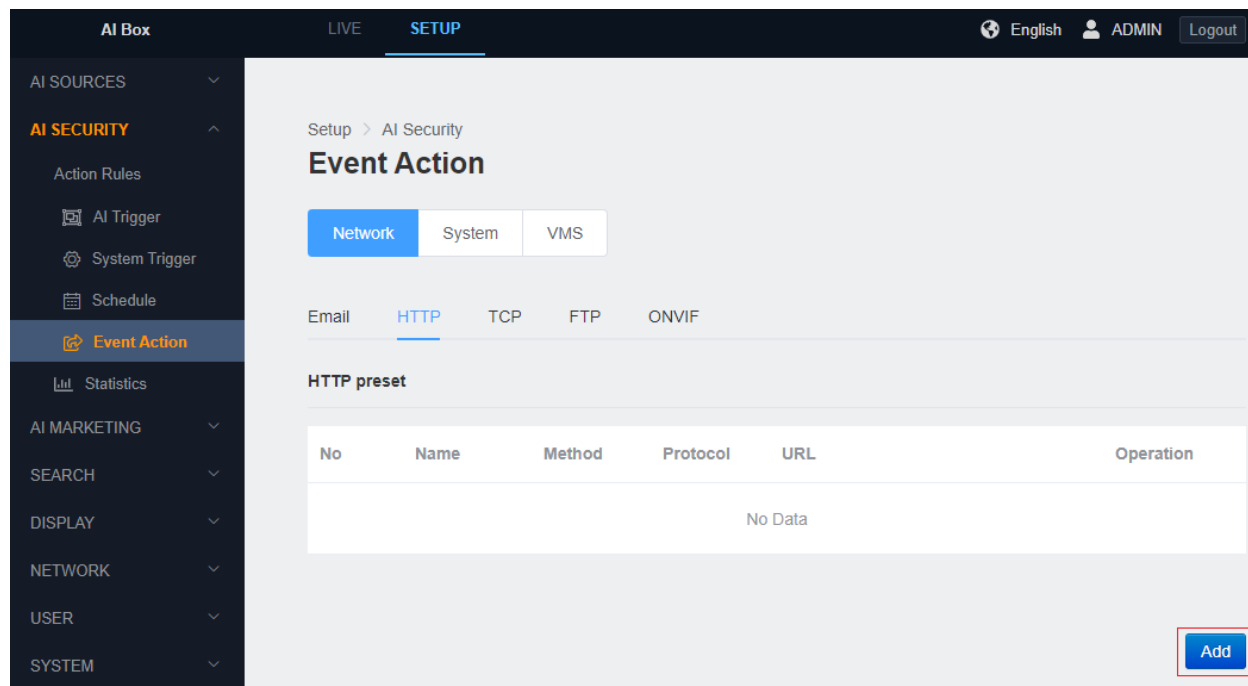 AI Box LIVE SETUP English ADMIN Logout
AI SOURCES
AI SECURITY
Action Rules
AI Trigger
System Trigger
Schedule
Event Action
Statistics
AI MARKETING
SEARCH
DISPLAY
NETWORK
USER
SYSTEM
Setup > AI Security
Event Action
Network System VMS
Email HTTP TCP FTP ONVIF
HTTP preset
No Name Method Protocol URL Operation
No Data
Add